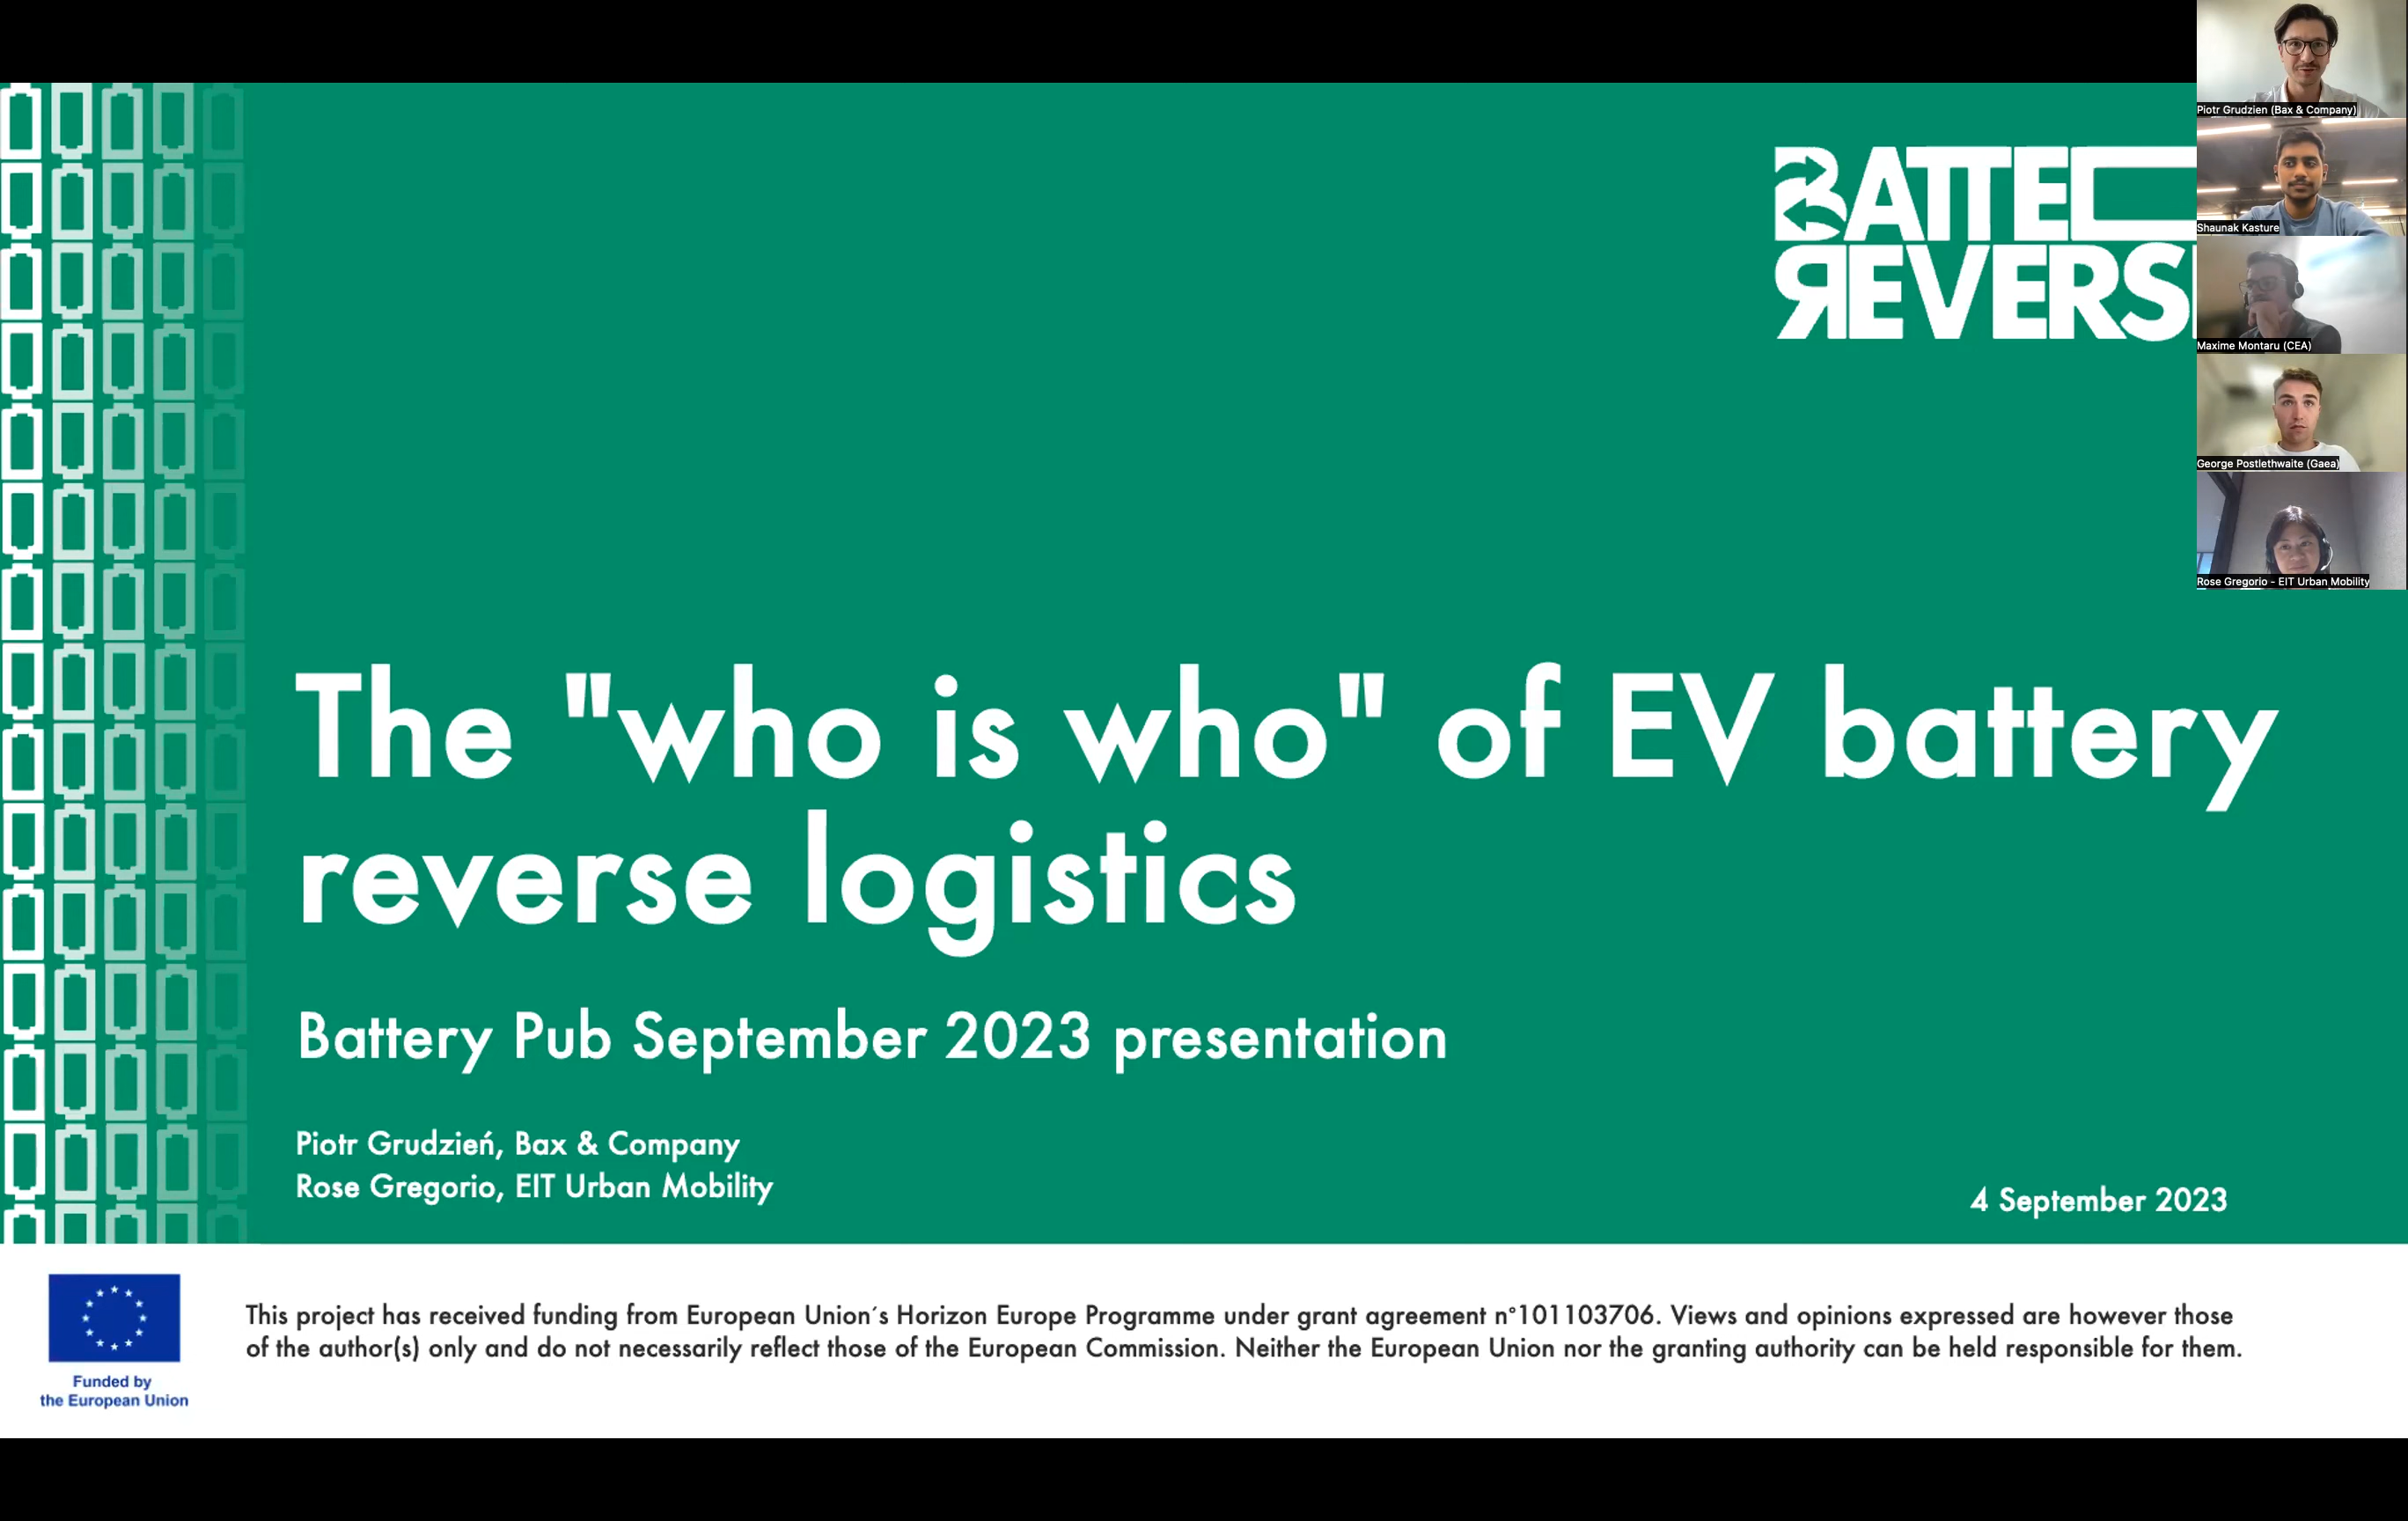 BATTE
REVERS
The "who is who" of EV battery
reverse logistics
Battery Pub September 2023 presentation
Piotr Grudzień, Bax & Company
Rose Gregorio, EIT Urban Mobility
4 September 2023
Funded by
the European Union
This project has received funding from European Union´s Horizon Europe Programme under grant agreement n°101103706. Views and opinions expressed are however those
of the author(s) only and do not necessarily reflect those of the European Commission. Neither the European Union nor the granting authority can be held responsible for them.
Piotr Grudzien (Bax & Company)
Shaunak Kasture
Maxime Montaru (CEA)
George Postlethwaite (Gaea)
Rose Gregorio - EIT Urban Mobility